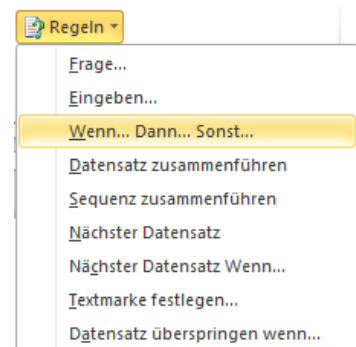 Regeln
Frage...
Eingeben...
Wenn... Dann... Sonst...
Datensatz zusammenführen
Sequenz zusammenführen
Nächster Datensatz
Nächster Datensatz Wenn...
Textmarke festlegen...
Datensatz überspringen wenn...